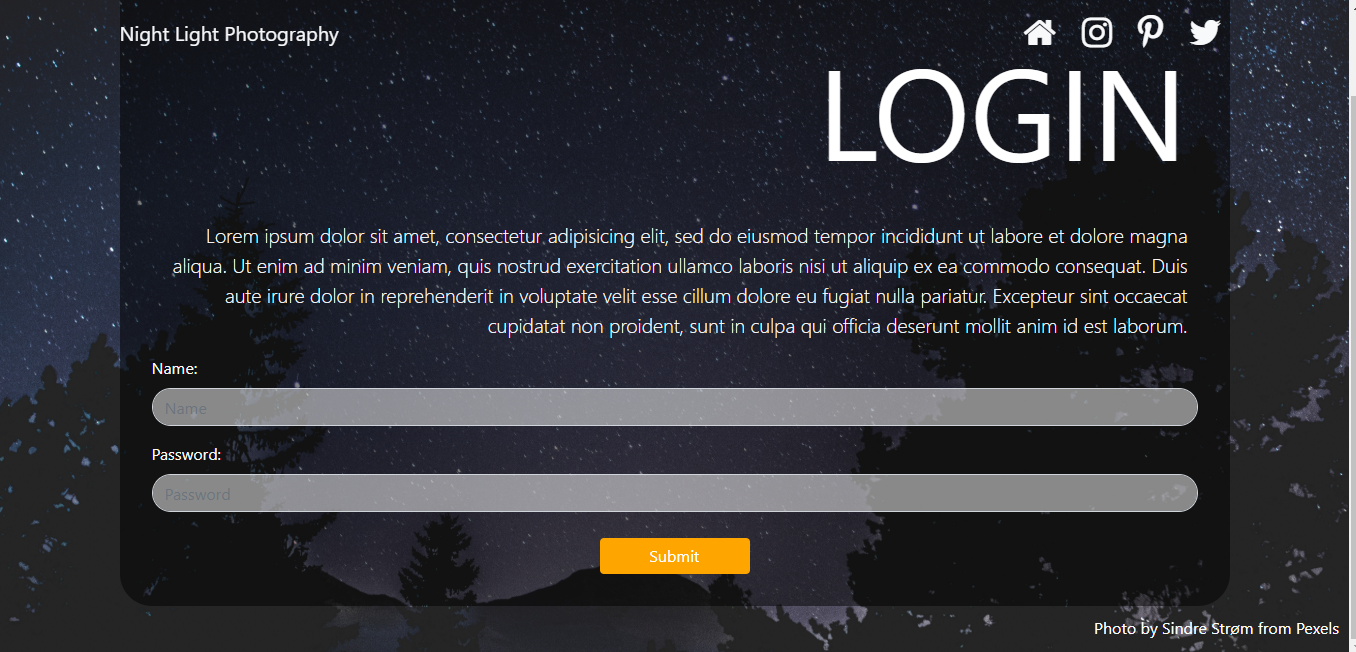 Night Light Photography
LOGIN
Lorem ipsum dolor sit amet, consectetur adipisicing elit, sed do eiusmod tempor incididunt ut labore et dolore magna
aliqua. Ut enim ad minim veniam, quis nostrud exercitation ullamco laboris nisi ut aliquip ex ea commodo consequat. Duis
aute irure dolor in reprehenderit in voluptate velit esse cillum dolore eu fugiat nulla pariatur. Excepteur sint occaecat
cupidatat non proident, sunt in culpa qui officia deserunt mollit anim id est laborum.
Name:
Name
Password:
Password
Submit
Photo by Sindre Strøm from Pexels